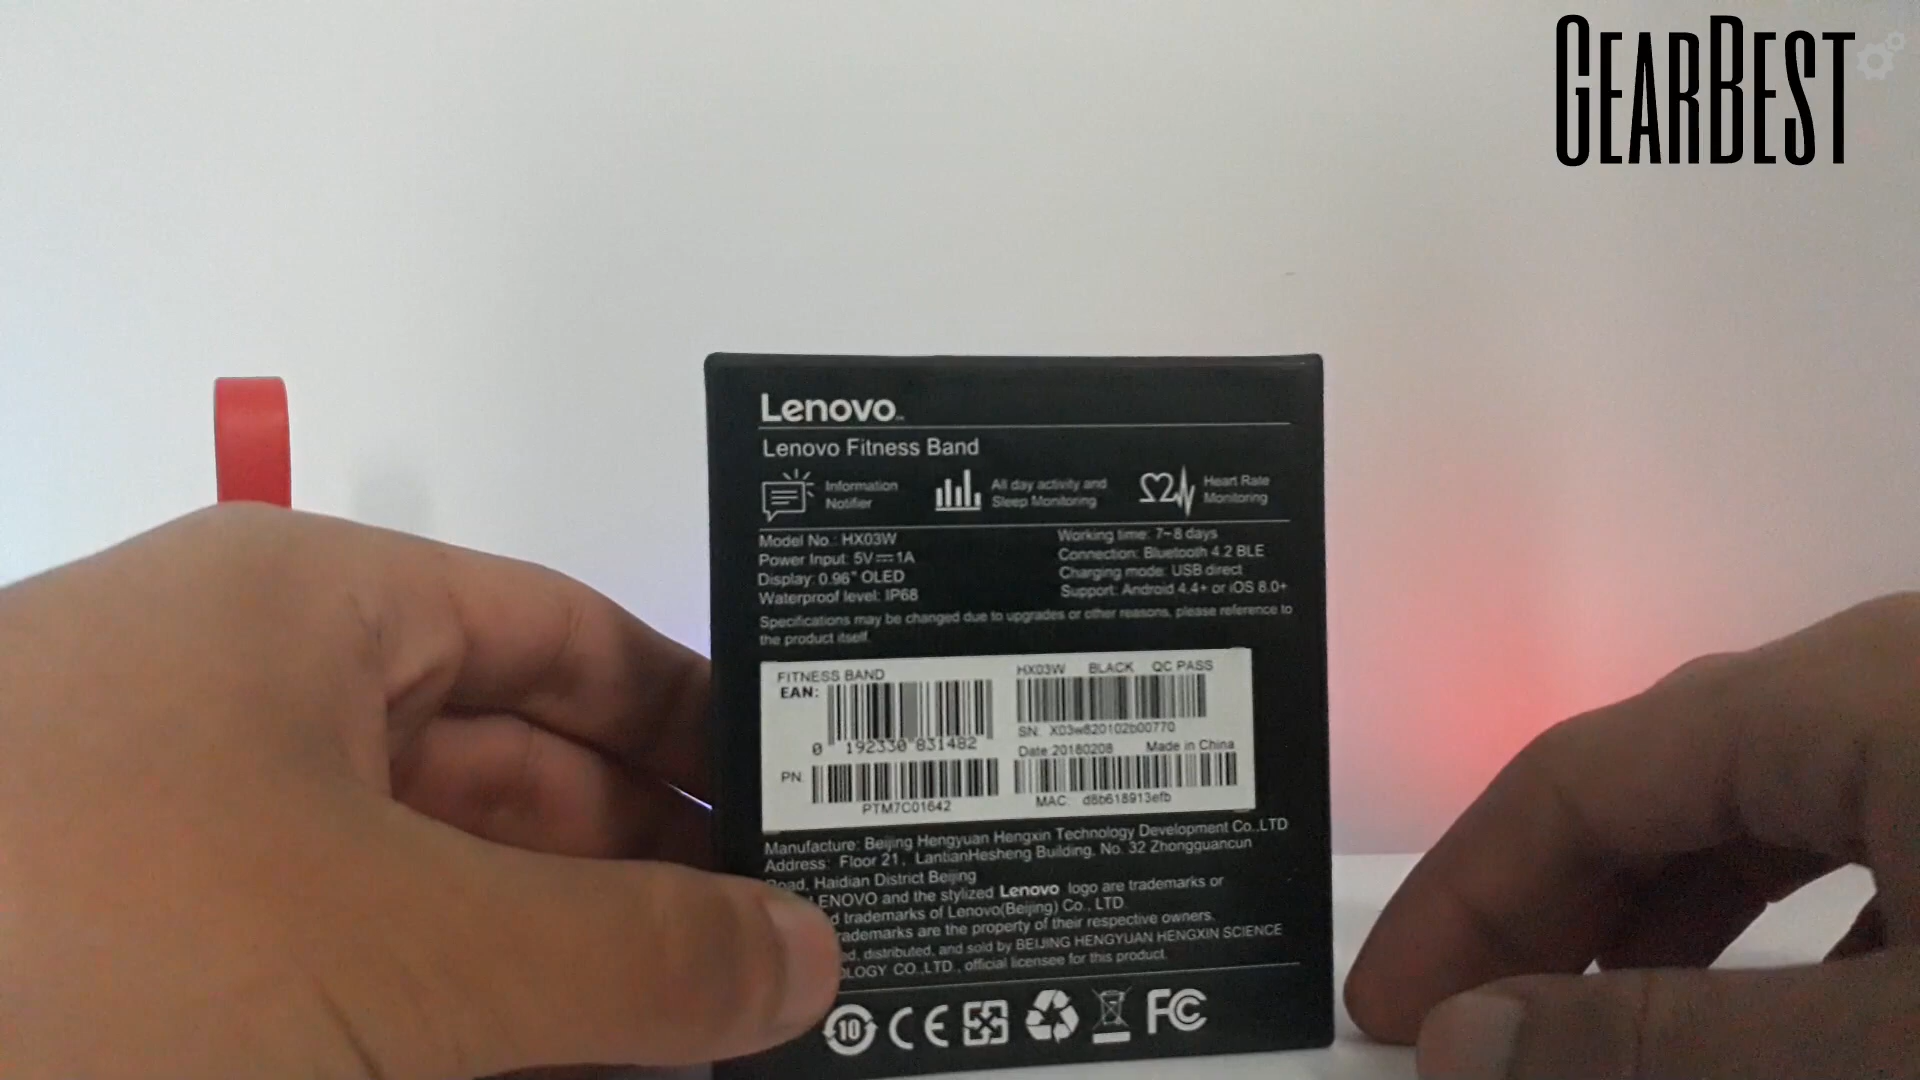 GEARBEST
Lenovo
Lenovo Fitness Band
Information
Notifier
All day activity and
Sleep Monitoring
Heart Rate
Monitoring
Model No.: HX03W
Power Input: 5V⎓1A
Display: 0.96" OLED
Waterproof level: IP68
Working time: 7-8 days
Connection: Bluetooth 4.2 BLE
Charging mode: USB direct
Support: Android 4.4+ or iOS 8.0+
Specifications may be changed due to upgrades or other reasons, please reference to
the product itself.
FITNESS BAND
EAN:
0 192330 831482
PN.
PTM7C01642
HX03W BLACK QC PASS
SN: X03w820102b00770
Date:20180208 Made in China
MAC: d8b618913efb
Manufacture: Beijing Hengyuan Hengxin Technology Development Co.,LTD
Address: Floor 21, LantianHesheng Building, No. 32 Zhongguancun
Road, Haidian District Beijing
LENOVO and the stylized Lenovo logo are trademarks or
trademarks of Lenovo(Beijing) Co., LTD.
trademarks are the property of their respective owners.
distributed, and sold by BEIJING HENGYUAN HENGXIN SCIENCE
CO.,LTD., official licensee for this product.
10 CE FC